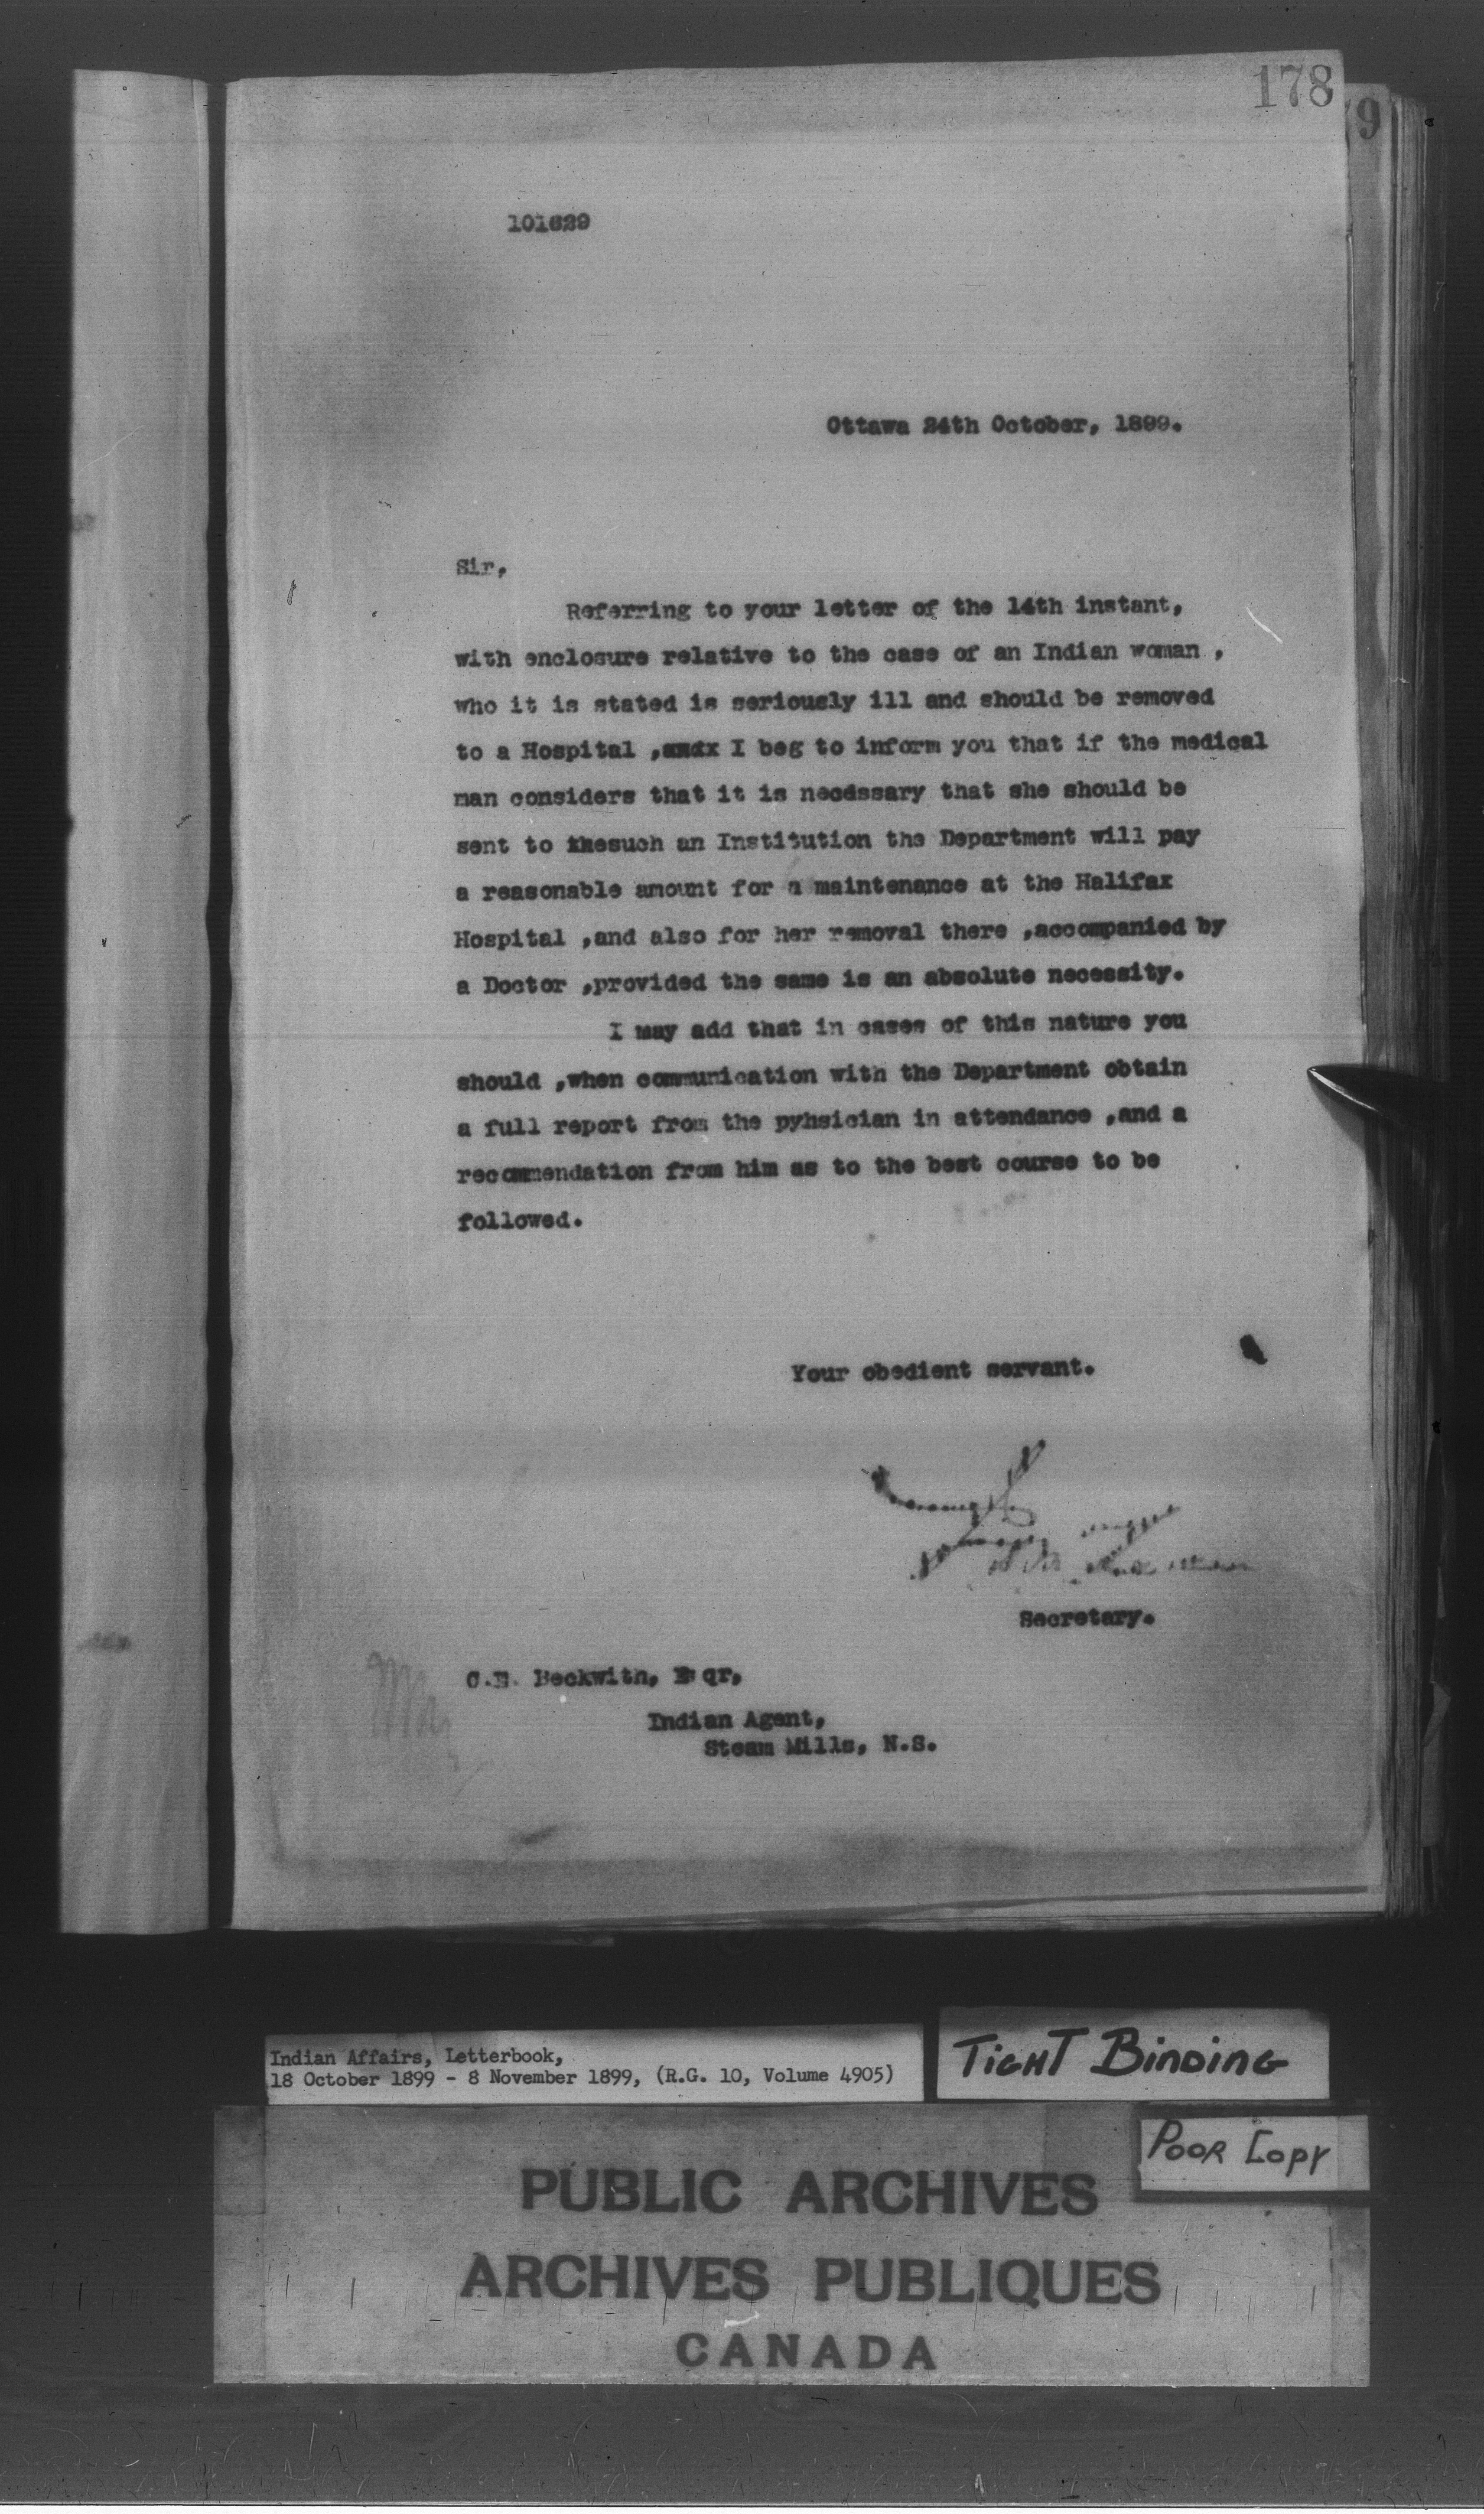 178
9
101629
Ottawa 24th October, 1899.
Sir,
Referring to your letter of the 14th instant,
with enclosure relative to the case of an Indian woman ,
who it is stated is seriously ill and should be removed
to a Hospital ,andx I beg to inform you that if the medical
man considers that it is necdssary that she should be
sent to thesuch an Institution the Department will pay
a reasonable amount for a maintenance at the Halifax
Hospital ,and also for her removal there ,accompanied by
a Doctor ,provided the same is an absolute necessity.
I may add that in cases of this nature you
should ,when communication with the Department obtain
a full report from the pyhsician in attendance ,and a
recommendation from him as to the best course to be
followed.
Your obedient servant.
Secretary.
C.E. Beckwith, Esqr,
Indian Agent,
Steam Mills, N.S.
Indian Affairs, Letterbook,
18 October 1899 - 8 November 1899, (R.G. 10, Volume 4905)
TIGHT BINDING
POOR COPY
PUBLIC ARCHIVES
ARCHIVES PUBLIQUES
CANADA